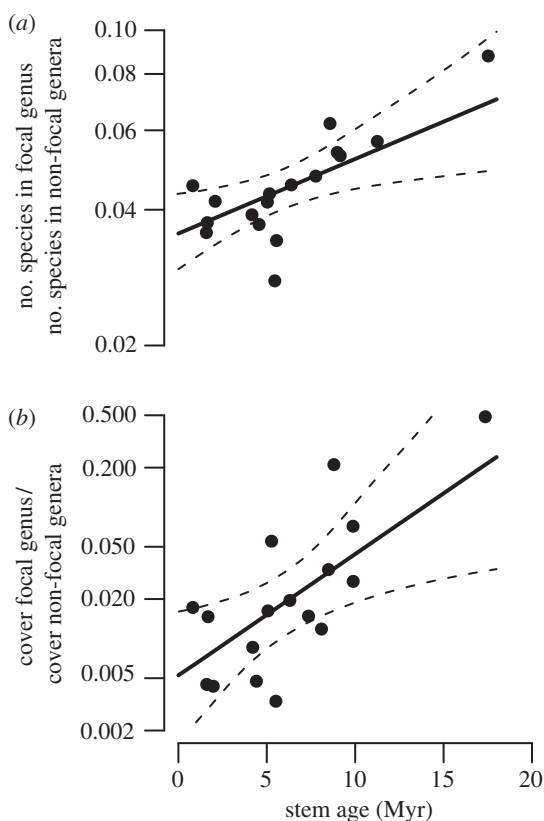 (a)
0.10
0.08
0.06
0.04
0.02
no. species in focal genus
no. species in non-focal genera
(b)
0.500
0.200
0.050
0.020
0.005
0.002
cover focal genus/
cover non-focal genera
0 5 10 15 20
stem age (Myr)